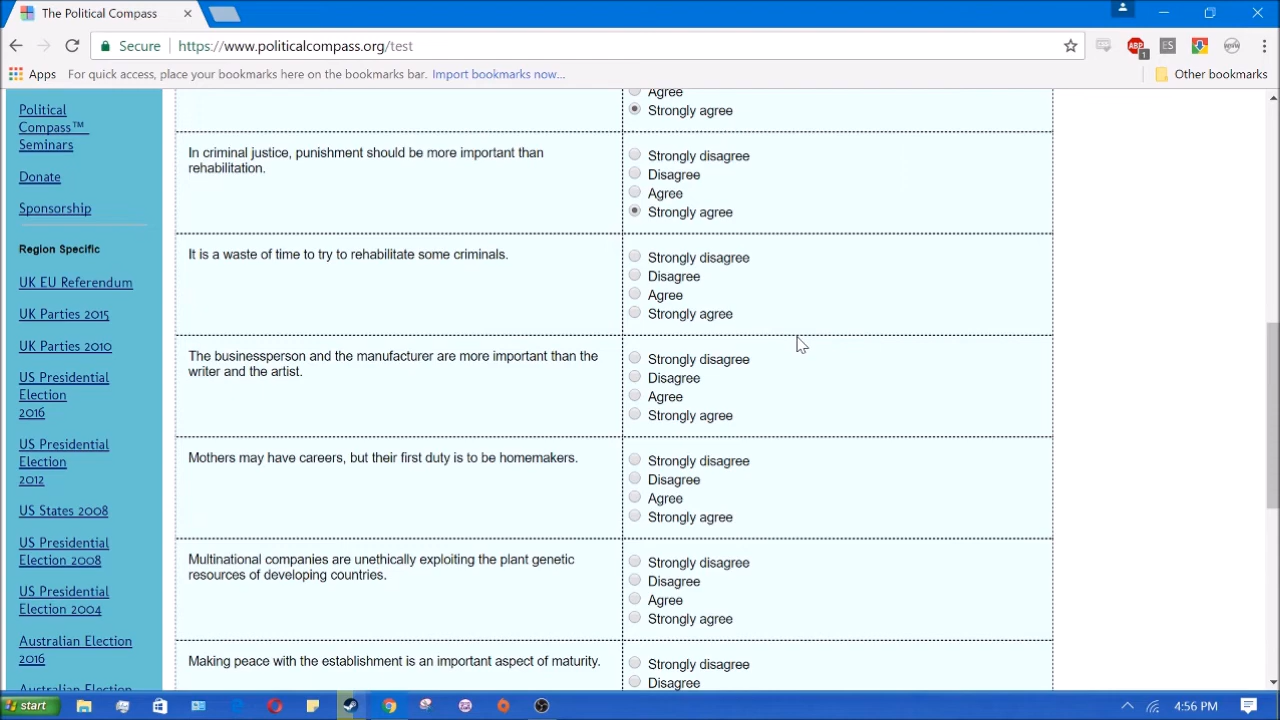 The Political Compass
Secure
https://www.politicalcompass.org/test
ABP
1
ES
Apps
For quick access, place your bookmarks here on the bookmarks bar. Import bookmarks now...
Other bookmarks
Political
Compass™
Seminars
Donate
Sponsorship
Region Specific
UK EU Referendum
UK Parties 2015
UK Parties 2010
US Presidential
Election
2016
US Presidential
Election
2012
US States 2008
US Presidential
Election 2008
US Presidential
Election 2004
Australian Election
2016
Australian Election
Agree
Strongly agree
In criminal justice, punishment should be more important than
rehabilitation.
Strongly disagree
Disagree
Agree
Strongly agree
It is a waste of time to try to rehabilitate some criminals.
Strongly disagree
Disagree
Agree
Strongly agree
The businessperson and the manufacturer are more important than the
writer and the artist.
Strongly disagree
Disagree
Agree
Strongly agree
Mothers may have careers, but their first duty is to be homemakers.
Strongly disagree
Disagree
Agree
Strongly agree
Multinational companies are unethically exploiting the plant genetic
resources of developing countries.
Strongly disagree
Disagree
Agree
Strongly agree
Making peace with the establishment is an important aspect of maturity.
Strongly disagree
Disagree
start
4:56 PM